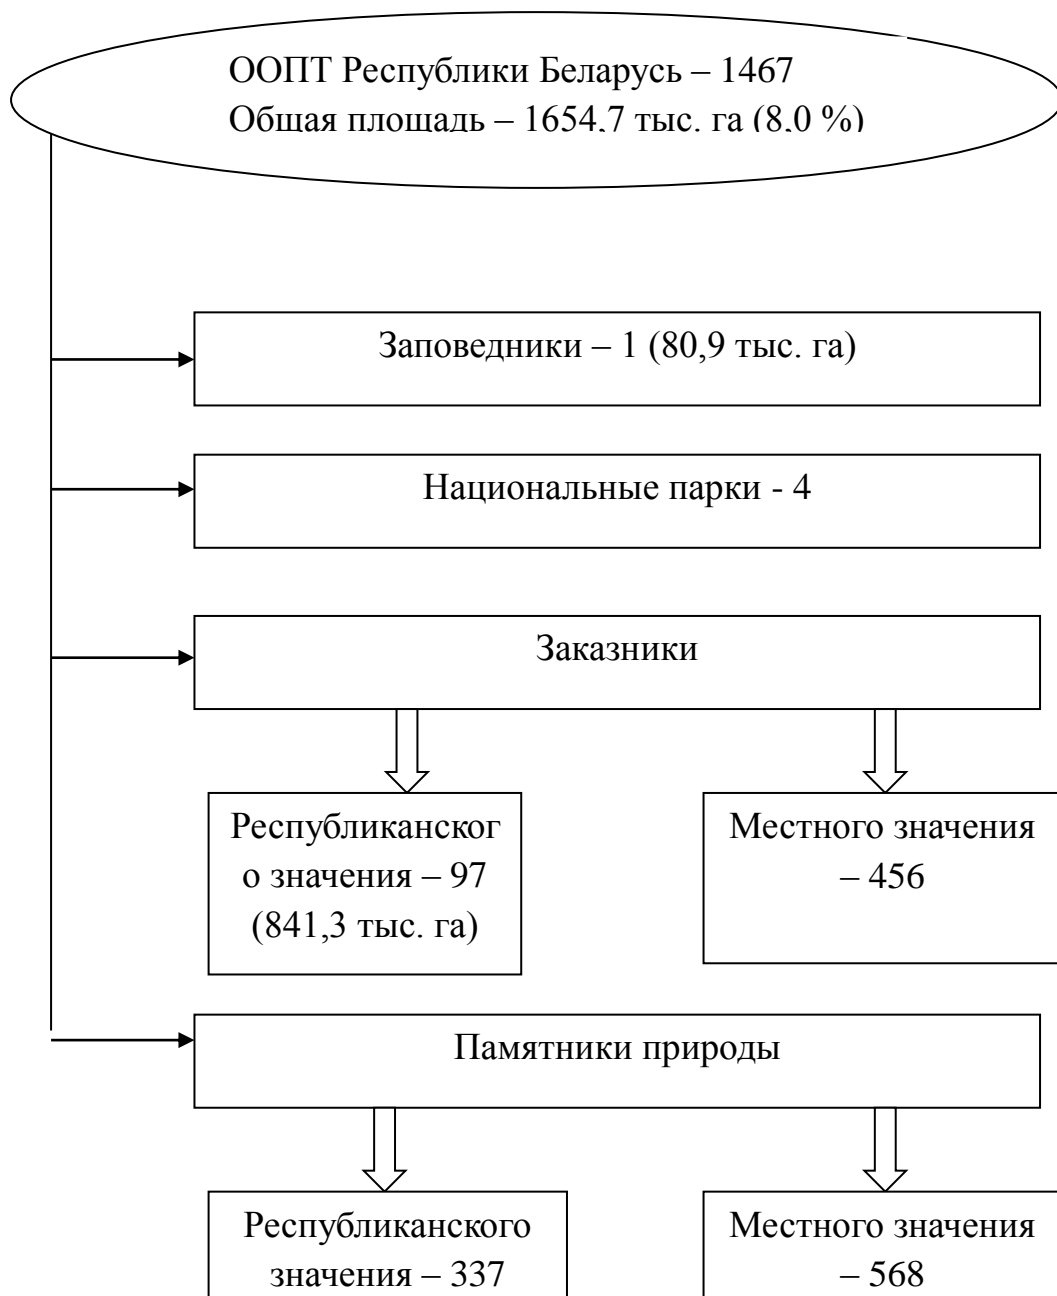 ООПТ Республики Беларусь – 1467
Общая площадь – 1654,7 тыс. га (8,0 %)
Заповедники – 1 (80,9 тыс. га)
Национальные парки - 4
Заказники
Республиканског
о значения – 97
(841,3 тыс. га)
Местного значения
– 456
Памятники природы
Республиканского
значения – 337
Местного значения
– 568